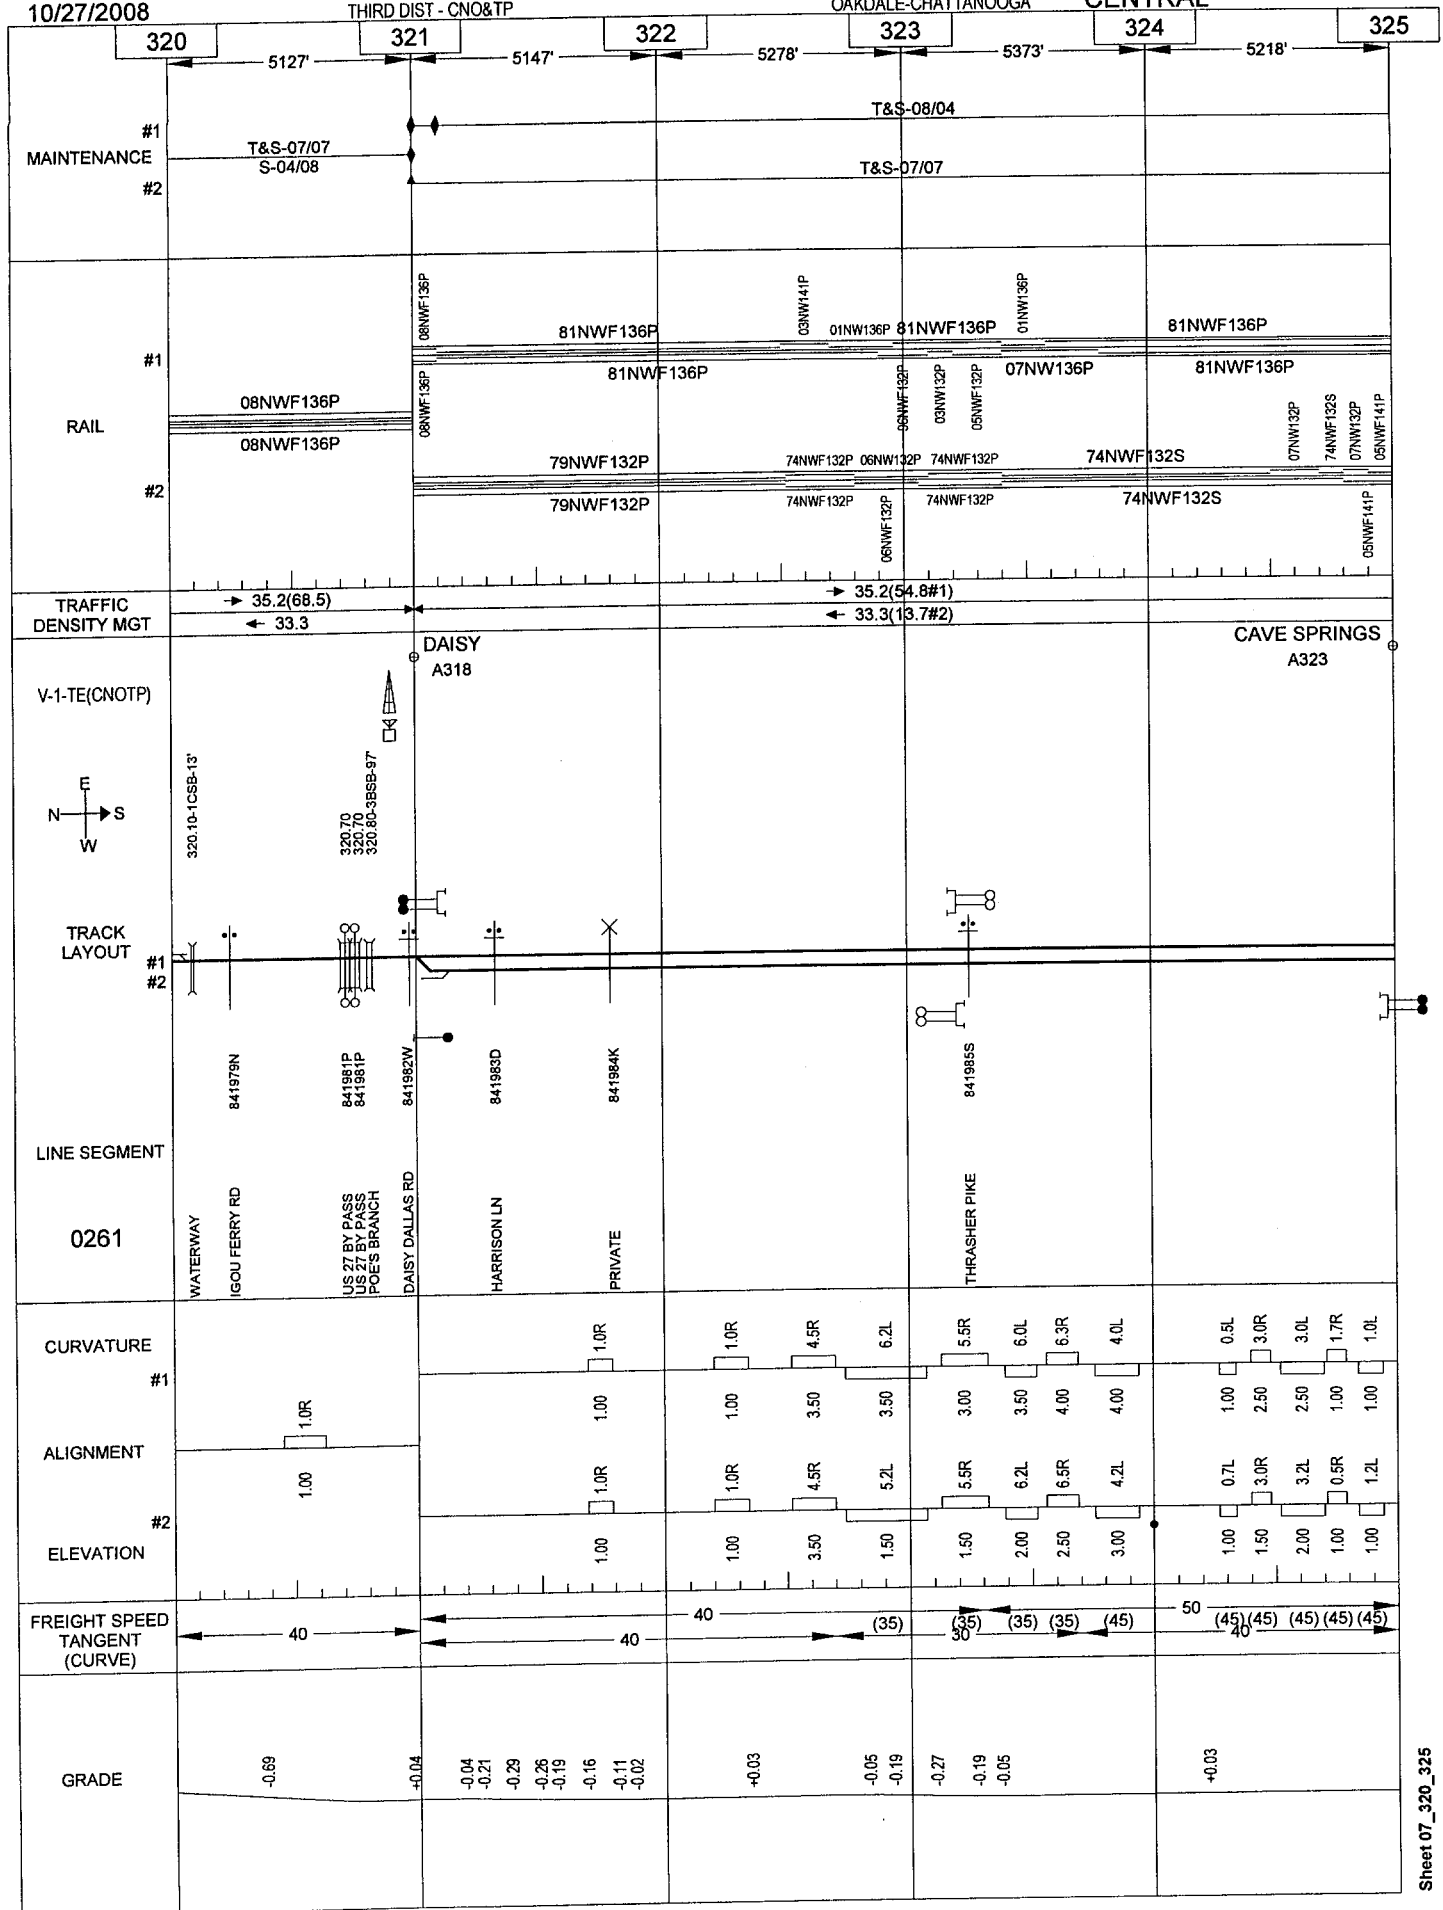 10/27/2008 THIRD DIST - CNO&TP OAKDALE-CHATTANOOGA CENTRAL
320 321 322 323 324 325
5127' 5147' 5278' 5373' 5218'
#1 T&S-08/04
MAINTENANCE T&S-07/07
S-04/08 T&S-07/07
#2
08NWF136P 03NW141P 01NW136P
81NWF136P 01NW136P 81NWF136P 81NWF136P
#1
81NWF136P 07NW136P 81NWF136P
08NWF136P 96NWF132P 03NW132P 05NWF132P
08NWF136P
RAIL
08NWF136P
07NW132P 74NWF132S 07NW132P 05NWF141P
79NWF132P 74NWF132P 06NW132P 74NWF132P 74NWF132S
#2
79NWF132P 74NWF132P 74NWF132P 74NWF132S
06NWF132P 05NWF141P
TRAFFIC 35.2(68.5) 35.2(54.8#1)
DENSITY MGT 33.3 33.3(13.7#2)
DAISY CAVE SPRINGS
A318 A323
V-1-TE(CNOTP)
320.10-1CSB-13'
320.70
320.70
320.80-3BSB-97'
E
N S
W
TRACK
LAYOUT
#1
#2
841979N
841981P
841981P
841982W
841983D
841984K
841985S
LINE SEGMENT
0261
WATERWAY
IGOU FERRY RD
US 27 BY PASS
US 27 BY PASS
POE'S BRANCH
DAISY DALLAS RD
HARRISON LN
PRIVATE
THRASHER PIKE
CURVATURE 1.0R 1.0R 4.5R 6.2L 5.5R 6.0L 6.3R 4.0L 0.5L 3.0R 3.0L 1.7R 1.0L
#1
1.00 1.00 3.50 3.50 3.00 3.50 4.00 4.00 1.00 2.50 2.50 1.00 1.00
1.0R
ALIGNMENT
1.00
1.0R 1.0R 4.5R 5.2L 5.5R 6.2L 6.5R 4.2L 0.7L 3.0R 3.2L 0.5R 1.2L
#2
ELEVATION 1.00 1.00 3.50 1.50 1.50 2.00 2.50 3.00 1.00 1.50 2.00 1.00 1.00
FREIGHT SPEED 40 50
TANGENT 40 (35) (35) (35) (35) (45) (45) (45) (45) (45) (45)
(CURVE) 40 30 40
GRADE -0.69 +0.04 -0.04 -0.21 -0.29 -0.26 -0.19 -0.16 -0.11 -0.02 +0.03 -0.05 -0.19 -0.27 -0.19 -0.05 +0.03
Sheet 07_320_325